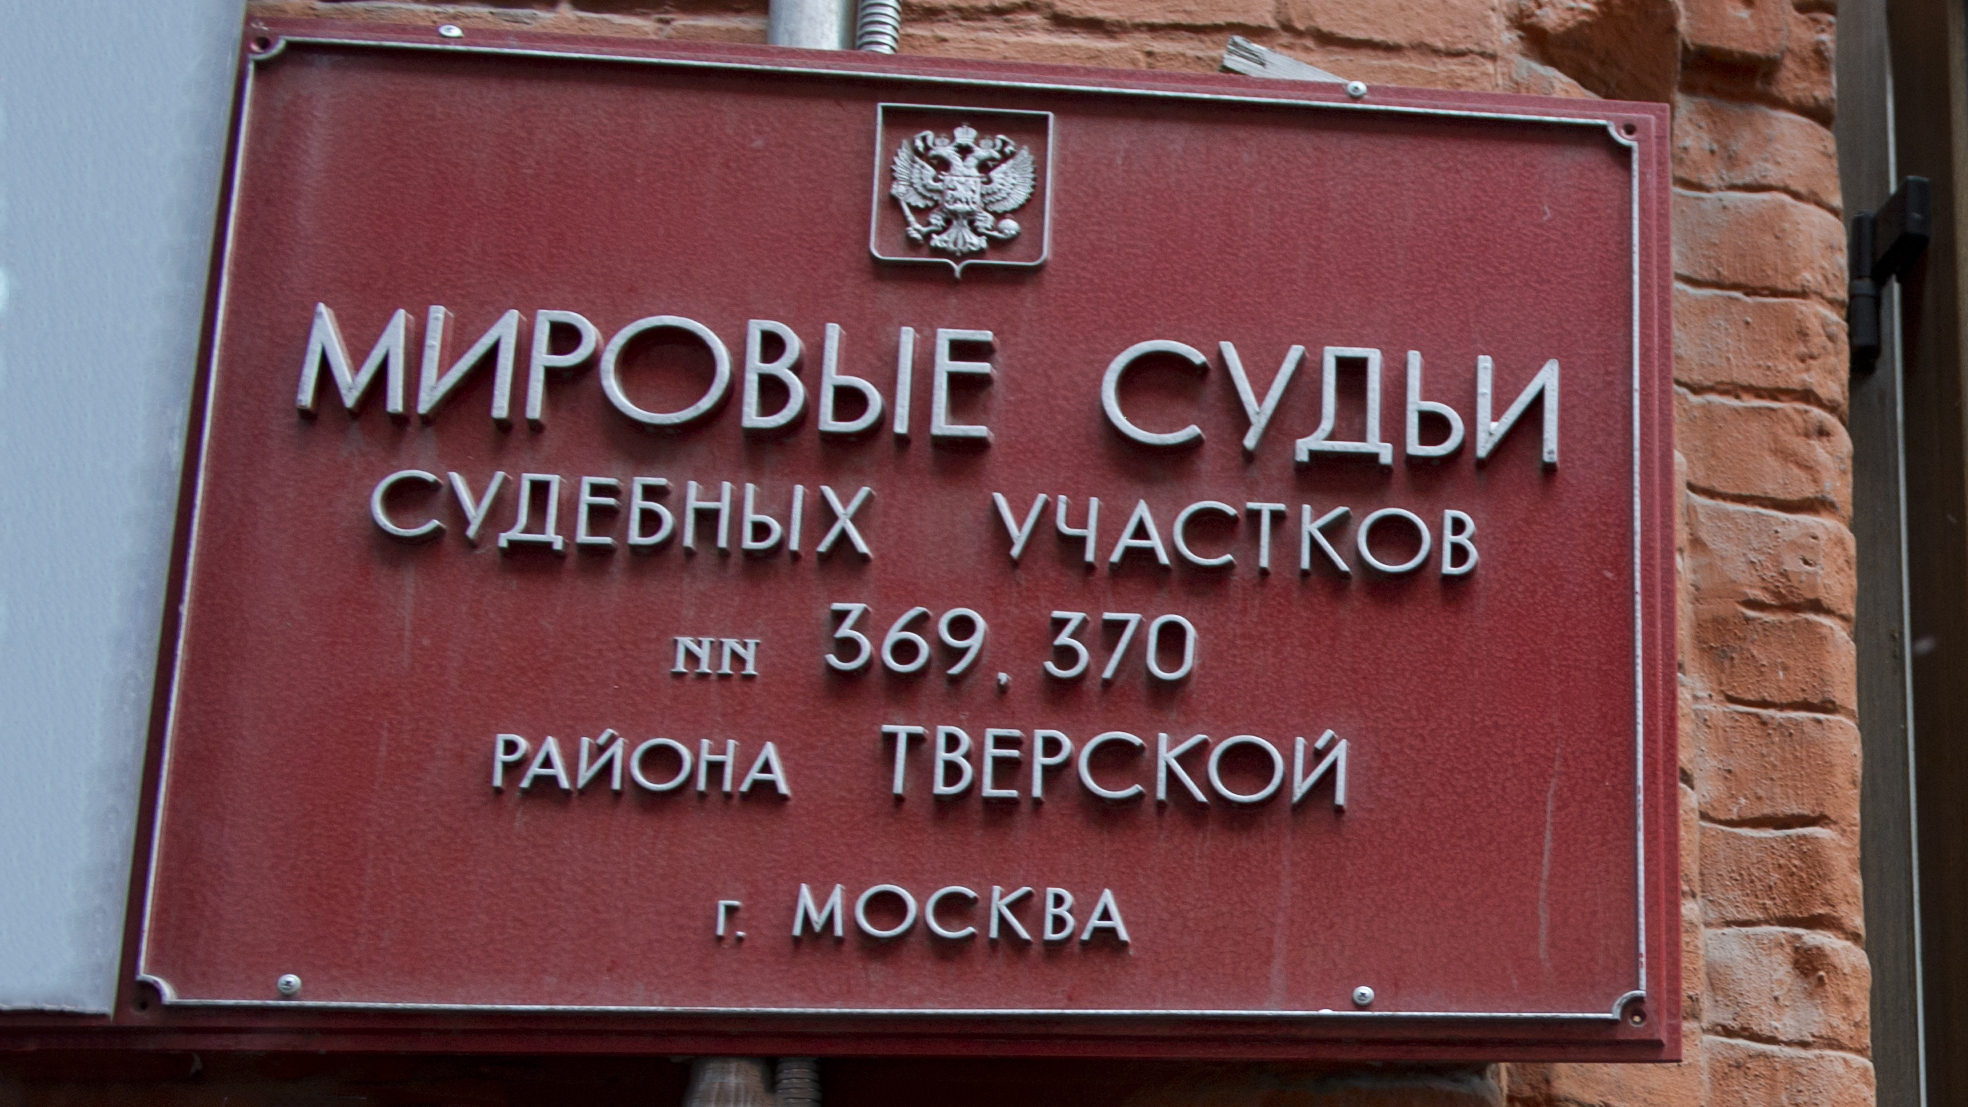 МИРОВЫЕ СУДЬИ
СУДЕБНЫХ УЧАСТКОВ
NN 369, 370
РАЙОНА ТВЕРСКОЙ
г. МОСКВА